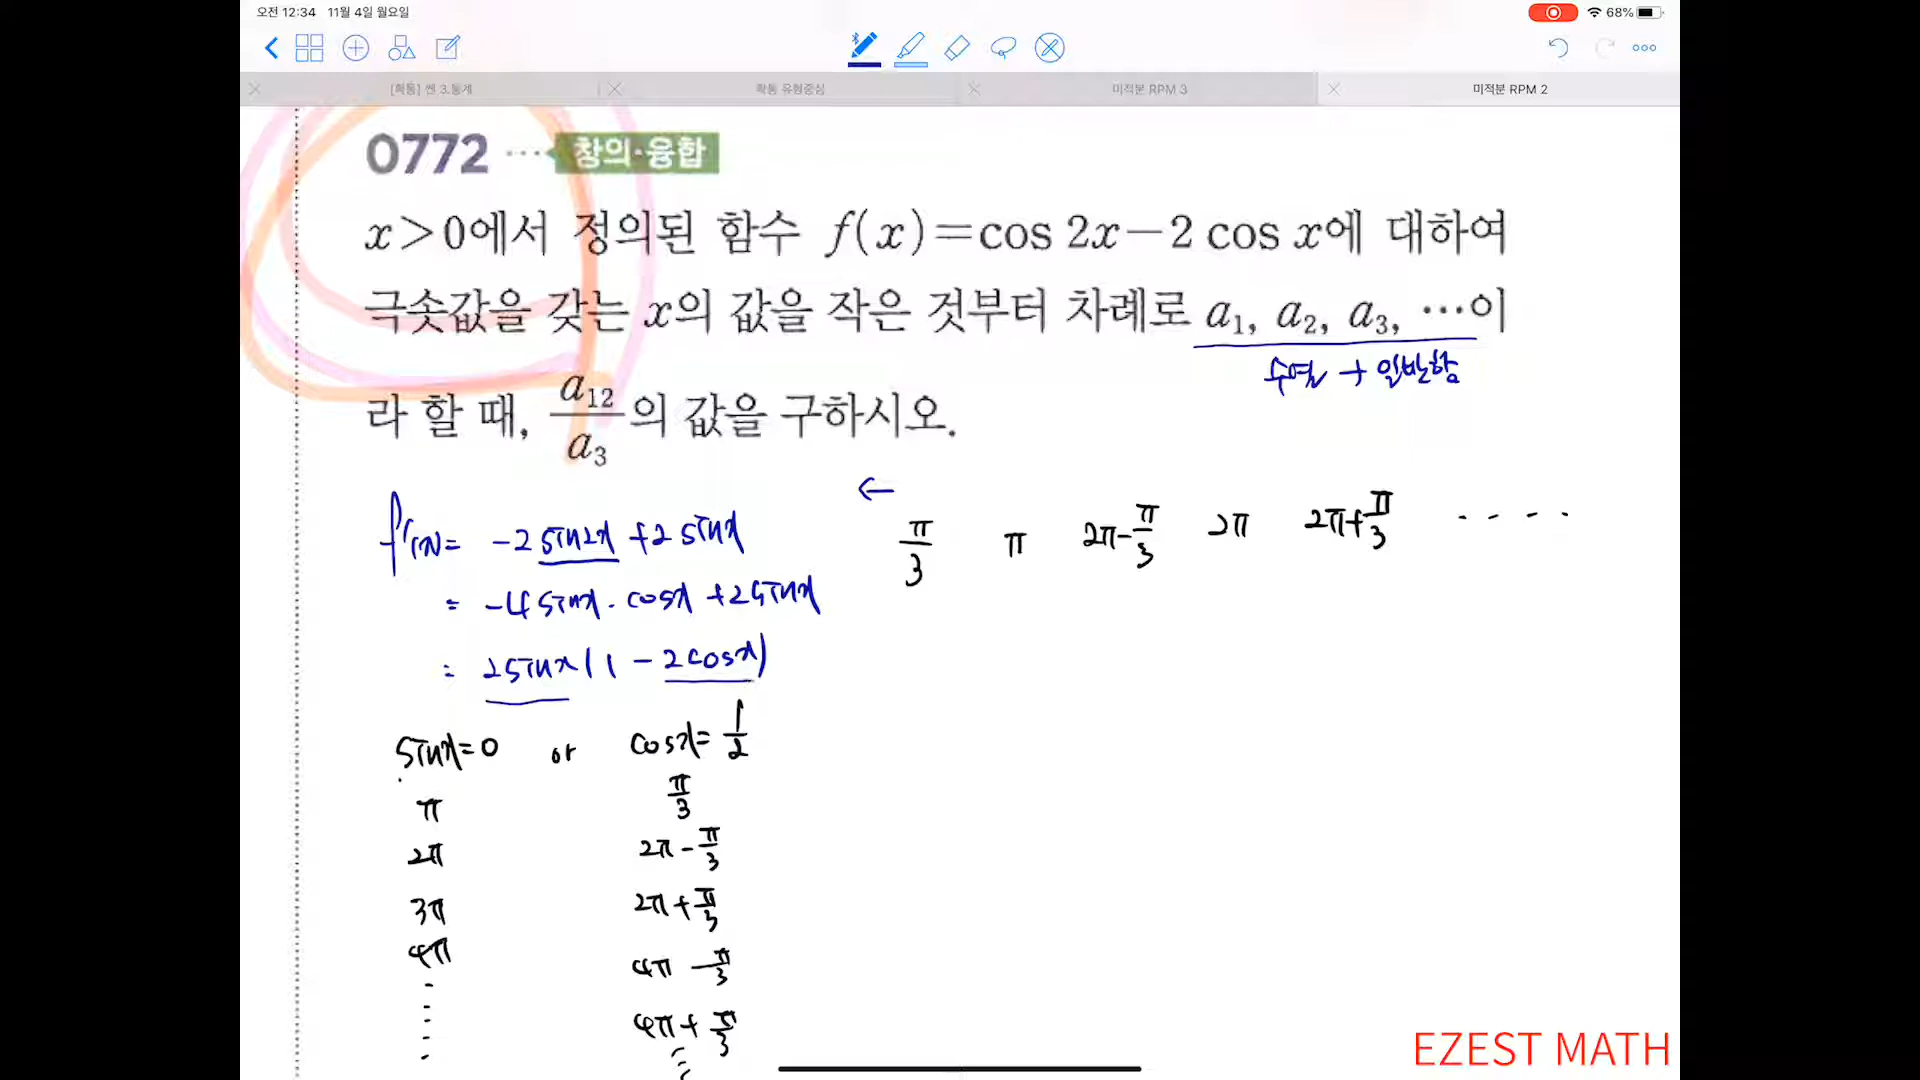 오전 12:34 11월 4일 월요일
68%
[확통] 쎈 3.통계
확통 유형중심
미적분 RPM 3
미적분 RPM 2
0772 창의·융합
x>0에서 정의된 함수 f(x)=cos 2x−2 cos x에 대하여
극솟값을 갖는 x의 값을 작은 것부터 차례로 a₁, a₂, a₃, …이
수열 → 일반항
라 할 때, a₁₂/a₃의 값을 구하시오.
f'(x)= -2 sin2x +2 sinx
= -4 sinx · cosx +2 sinx
= 2 sinx (1 - 2cosx)
sinx=0 or cosx= 1/2
π π/3
2π 2π-π/3
3π 2π+π/3
4π 4π-π/3
4π+π/3
← π/3 π 2π-π/3 2π 2π+π/3 ....
EZEST MATH